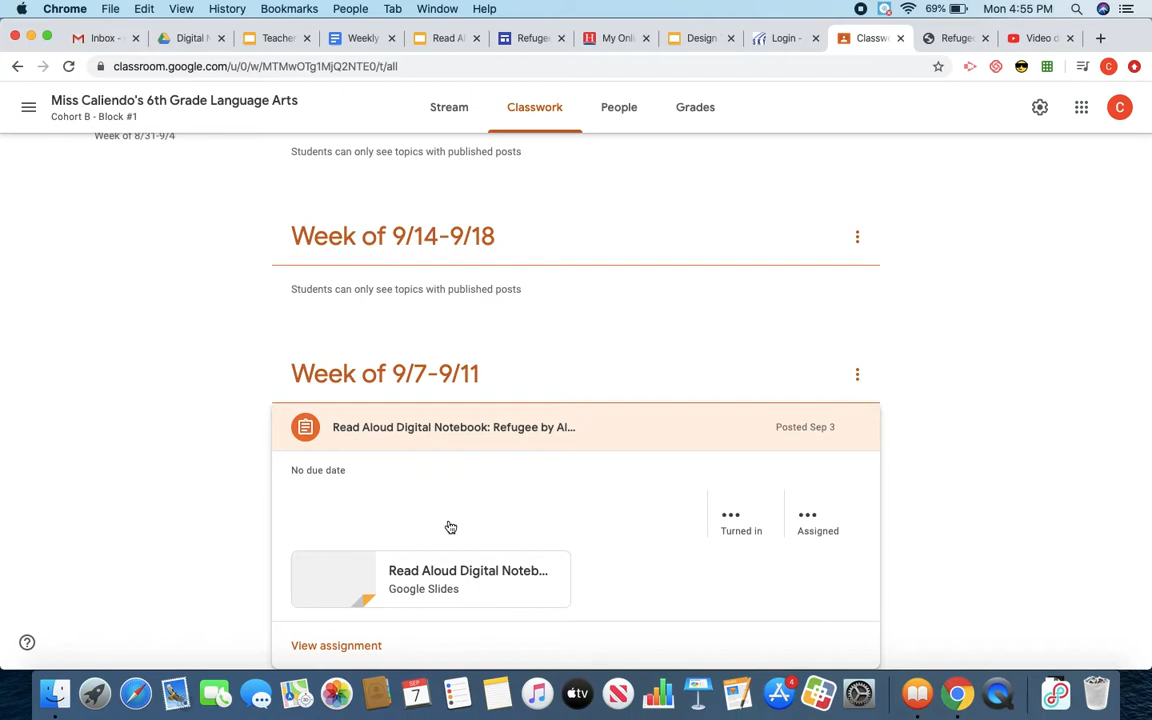 Chrome File Edit View History Bookmarks People Tab Window Help 69% Mon 4:55 PM
Inbox - Digital Teacher Weekly Read Al Refuge My Onli Design Login - Classw Refuge Video d
classroom.google.com/u/0/w/MTMwOTg1MjQ2NTE0/t/all
Miss Caliendo's 6th Grade Language Arts
Cohort B - Block #1
Stream Classwork People Grades
C
Week of 8/31-9/4
Students can only see topics with published posts
Week of 9/14-9/18
Students can only see topics with published posts
Week of 9/7-9/11
Read Aloud Digital Notebook: Refugee by Al... Posted Sep 3
No due date
Turned in Assigned
Read Aloud Digital Noteb...
Google Slides
View assignment
SEP
7
tv
4